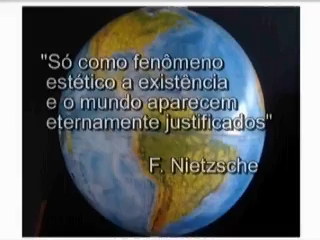 "Só como fenômeno
estético a existência
e o mundo aparecem
eternamente justificados"
F. Nietzsche